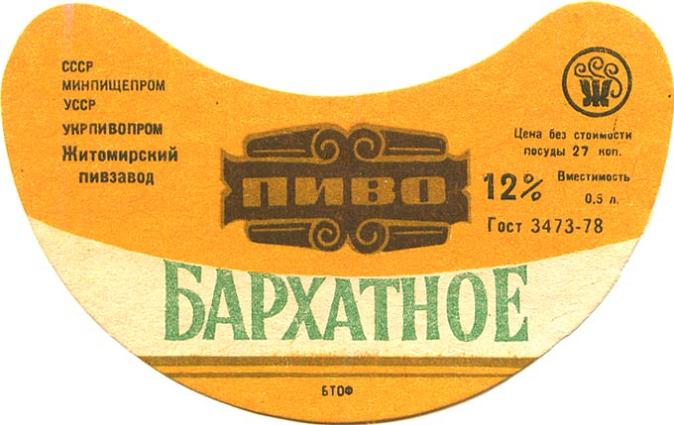 СССР
МИНПИЩЕПРОМ
УССР
УКРПИВОПРОМ
Житомирский
пивзавод
Ж
Цена без стоимости
посуды 27 коп.
12% Вместимость
0.5 л.
Гост 3473-78
ПИВО
БАРХАТНОЕ
БТОФ